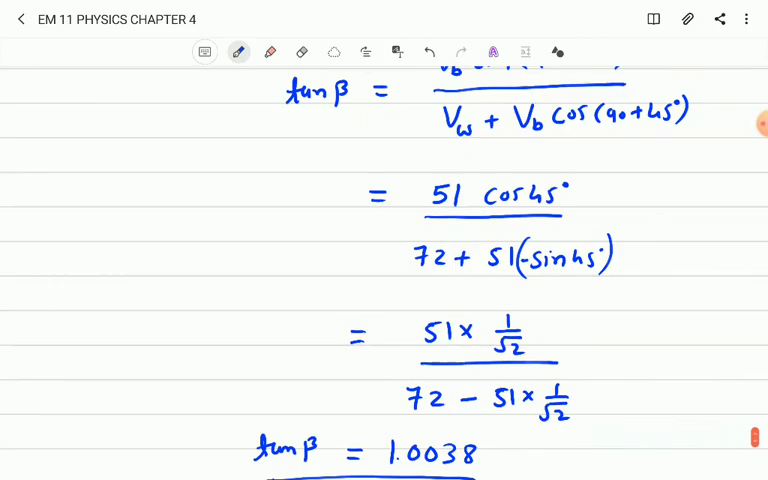 EM 11 PHYSICS CHAPTER 4
tan β = ――― / Vw + Vb cos(90+45°)
= 51 cos45° / 72 + 51(-sin45°)
= 51 × 1/√2 / 72 - 51 × 1/√2
tan β = 1.0038